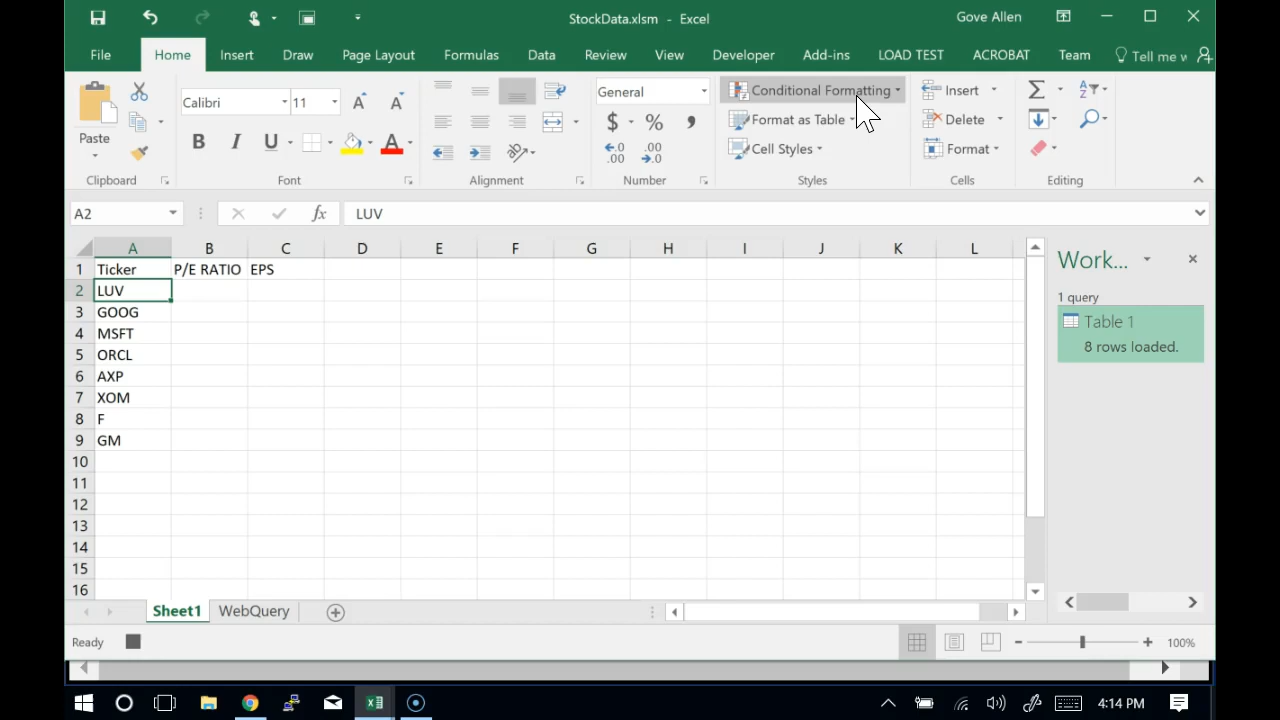 StockData.xlsm - Excel
Gove Allen
File Home Insert Draw Page Layout Formulas Data Review View Developer Add-ins LOAD TEST ACROBAT Team Tell me w
Paste
Clipboard
Calibri 11
B I U A
Font
Alignment
General
$ % ,
Number
Conditional Formatting
Format as Table
Cell Styles
Styles
Insert
Delete
Format
Cells
Editing
A2 fx LUV
A B C D E F G H I J K L
1 Ticker P/E RATIO EPS
2 LUV
3 GOOG
4 MSFT
5 ORCL
6 AXP
7 XOM
8 F
9 GM
10
11
12
13
14
15
16
Work...
1 query
Table 1
8 rows loaded.
Sheet1 WebQuery
Ready
100%
4:14 PM